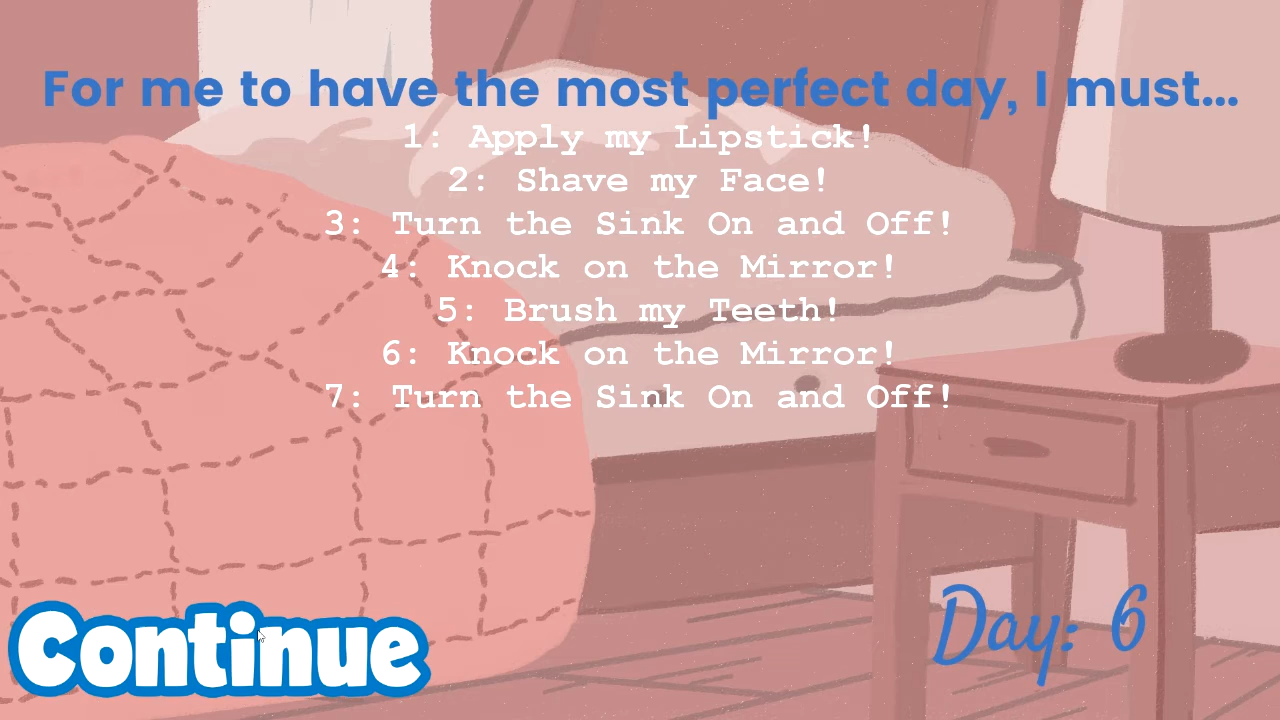 For me to have the most perfect day, I must...
1: Apply my Lipstick!
2: Shave my Face!
3: Turn the Sink On and Off!
4: Knock on the Mirror!
5: Brush my Teeth!
6: Knock on the Mirror!
7: Turn the Sink On and Off!
Continue
Day: 6